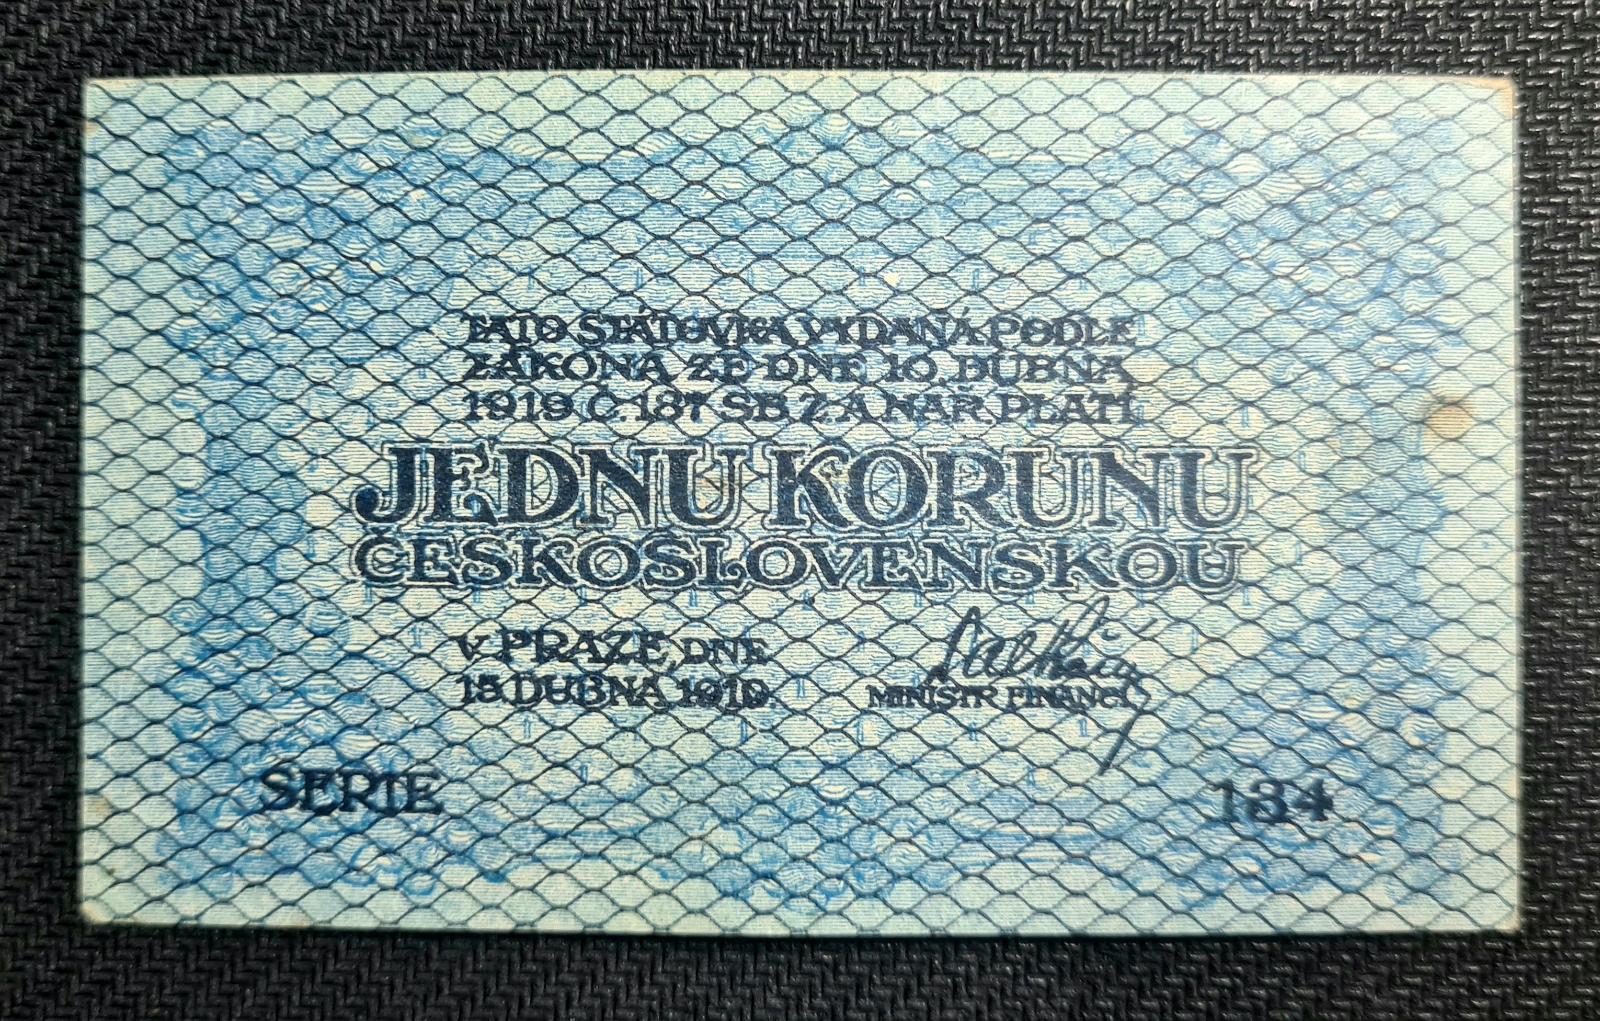 TATO STÁTOVKA VYDANÁ PODLE
ZÁKONA ZE DNE 10. DUBNA
1919 Č. 187 SB. Z. A NAŘ. PLATÍ
JEDNU KORUNU
ČESKOSLOVENSKOU
V PRAZE, DNE
15. DUBNA 1919.
MINISTR FINANCÍ
SERIE 184